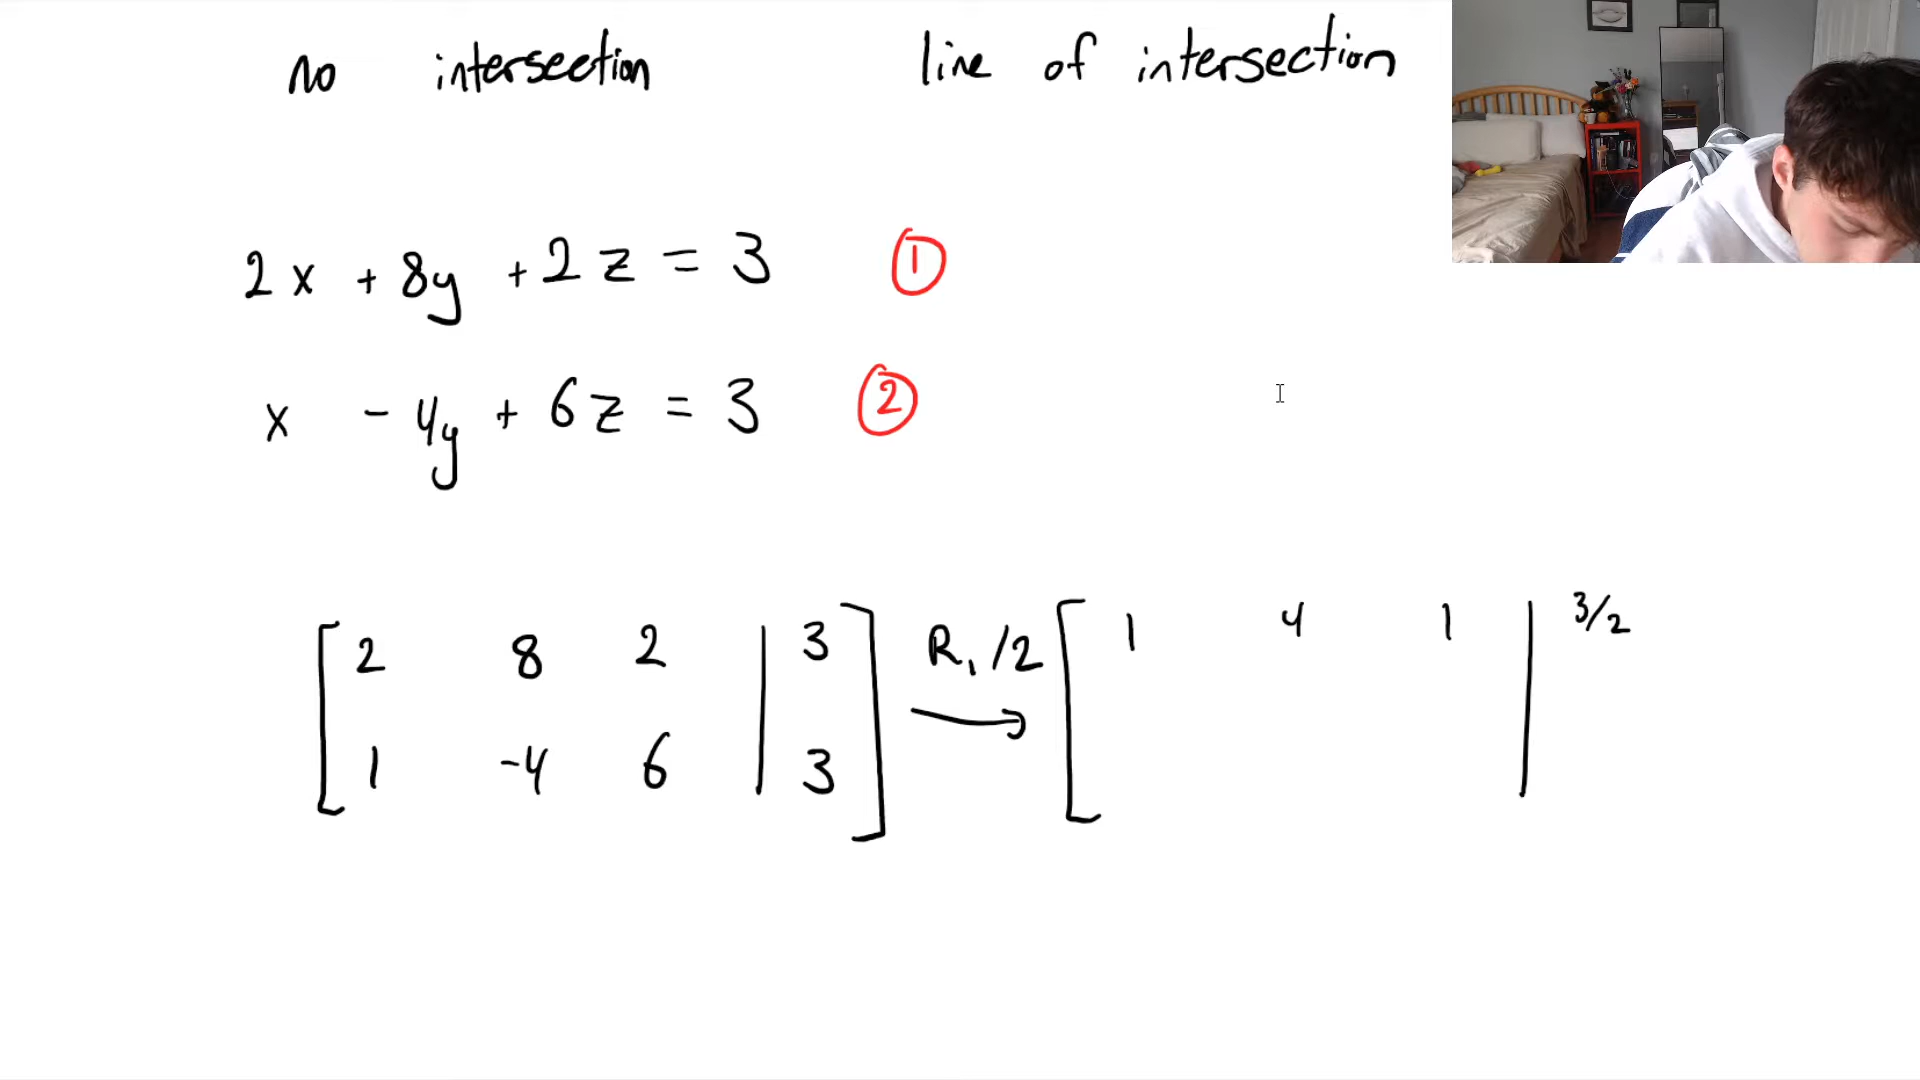 no intersection line of intersection
2x + 8y + 2z = 3 ①
x - 4y + 6z = 3 ②
[ 2 8 2 | 3 ] R₁/2 [ 1 4 1 | 3/2
1 -4 6 | 3 →